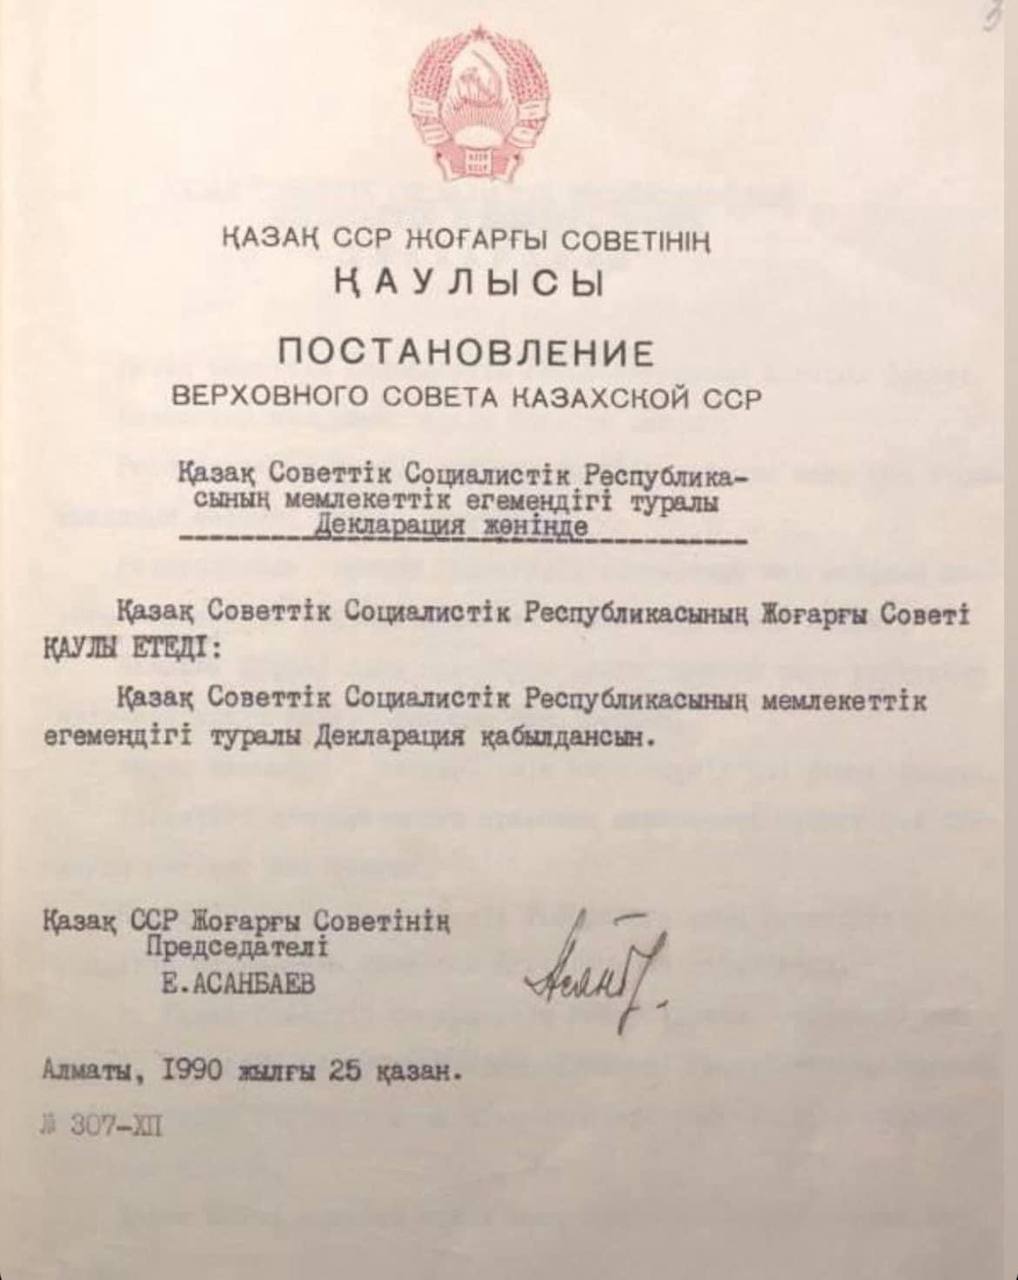 3
ҚАЗАҚ ССР ЖОҒАРҒЫ СОВЕТІНІҢ
ҚАУЛЫСЫ
ПОСТАНОВЛЕНИЕ
ВЕРХОВНОГО СОВЕТА КАЗАХСКОЙ ССР
Қазақ Советтік Социалистік Республика-
сының мемлекеттік егемендігі туралы
Декларация жөнінде
Қазақ Советтік Социалистік Республикасының Жоғарғы Советі
ҚАУЛЫ ЕТЕДІ:
Қазақ Советтік Социалистік Республикасының мемлекеттік
егемендігі туралы Декларация қабылдансын.
Қазақ ССР Жоғарғы Советінің
Председателі
Е.АСАНБАЕВ
Алматы, 1990 жылғы 25 қазан.
№ 307-ХП